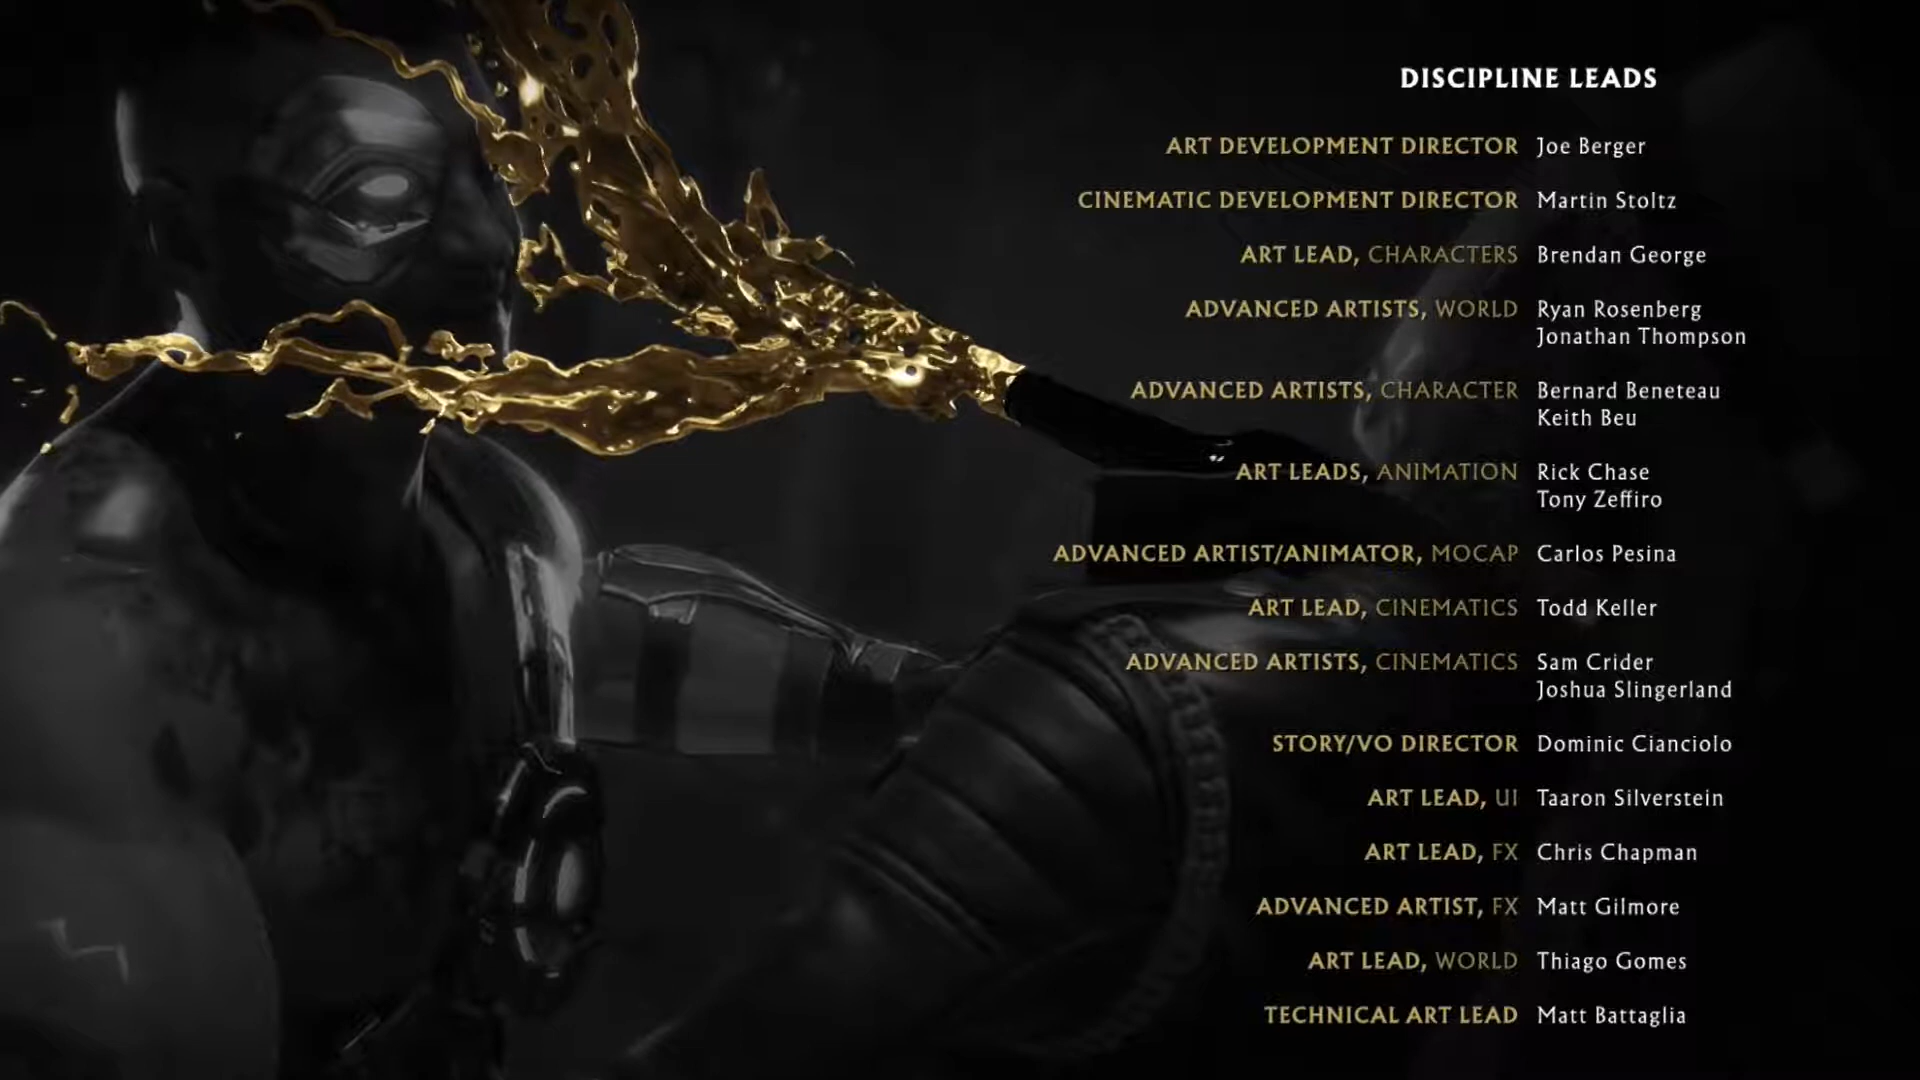 DISCIPLINE LEADS
ART DEVELOPMENT DIRECTOR Joe Berger
CINEMATIC DEVELOPMENT DIRECTOR Martin Stoltz
ART LEAD, CHARACTERS Brendan George
ADVANCED ARTISTS, WORLD Ryan Rosenberg
Jonathan Thompson
ADVANCED ARTISTS, CHARACTER Bernard Beneteau
Keith Beu
ART LEADS, ANIMATION Rick Chase
Tony Zeffiro
ADVANCED ARTIST/ANIMATOR, MOCAP Carlos Pesina
ART LEAD, CINEMATICS Todd Keller
ADVANCED ARTISTS, CINEMATICS Sam Crider
Joshua Slingerland
STORY/VO DIRECTOR Dominic Cianciolo
ART LEAD, UI Taaron Silverstein
ART LEAD, FX Chris Chapman
ADVANCED ARTIST, FX Matt Gilmore
ART LEAD, WORLD Thiago Gomes
TECHNICAL ART LEAD Matt Battaglia